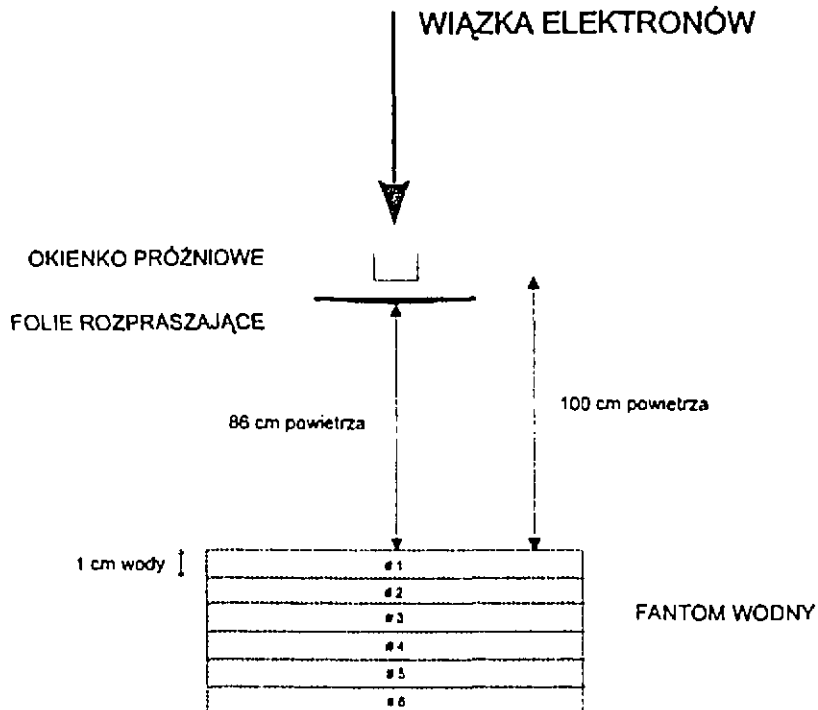 WIĄZKA ELEKTRONÓW
OKIENKO PRÓŻNIOWE
FOLIE ROZPRASZAJĄCE
86 cm powietrza
100 cm powietrza
1 cm wody
# 1
# 2
# 3
# 4
# 5
# 6
FANTOM WODNY